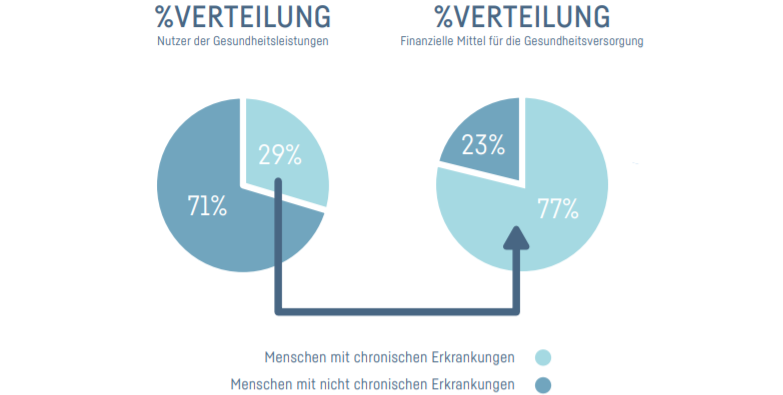 %VERTEILUNG
Nutzer der Gesundheitsleistungen
%VERTEILUNG
Finanzielle Mittel für die Gesundheitsversorgung
29%
71%
23%
77%
Menschen mit chronischen Erkrankungen
Menschen mit nicht chronischen Erkrankungen